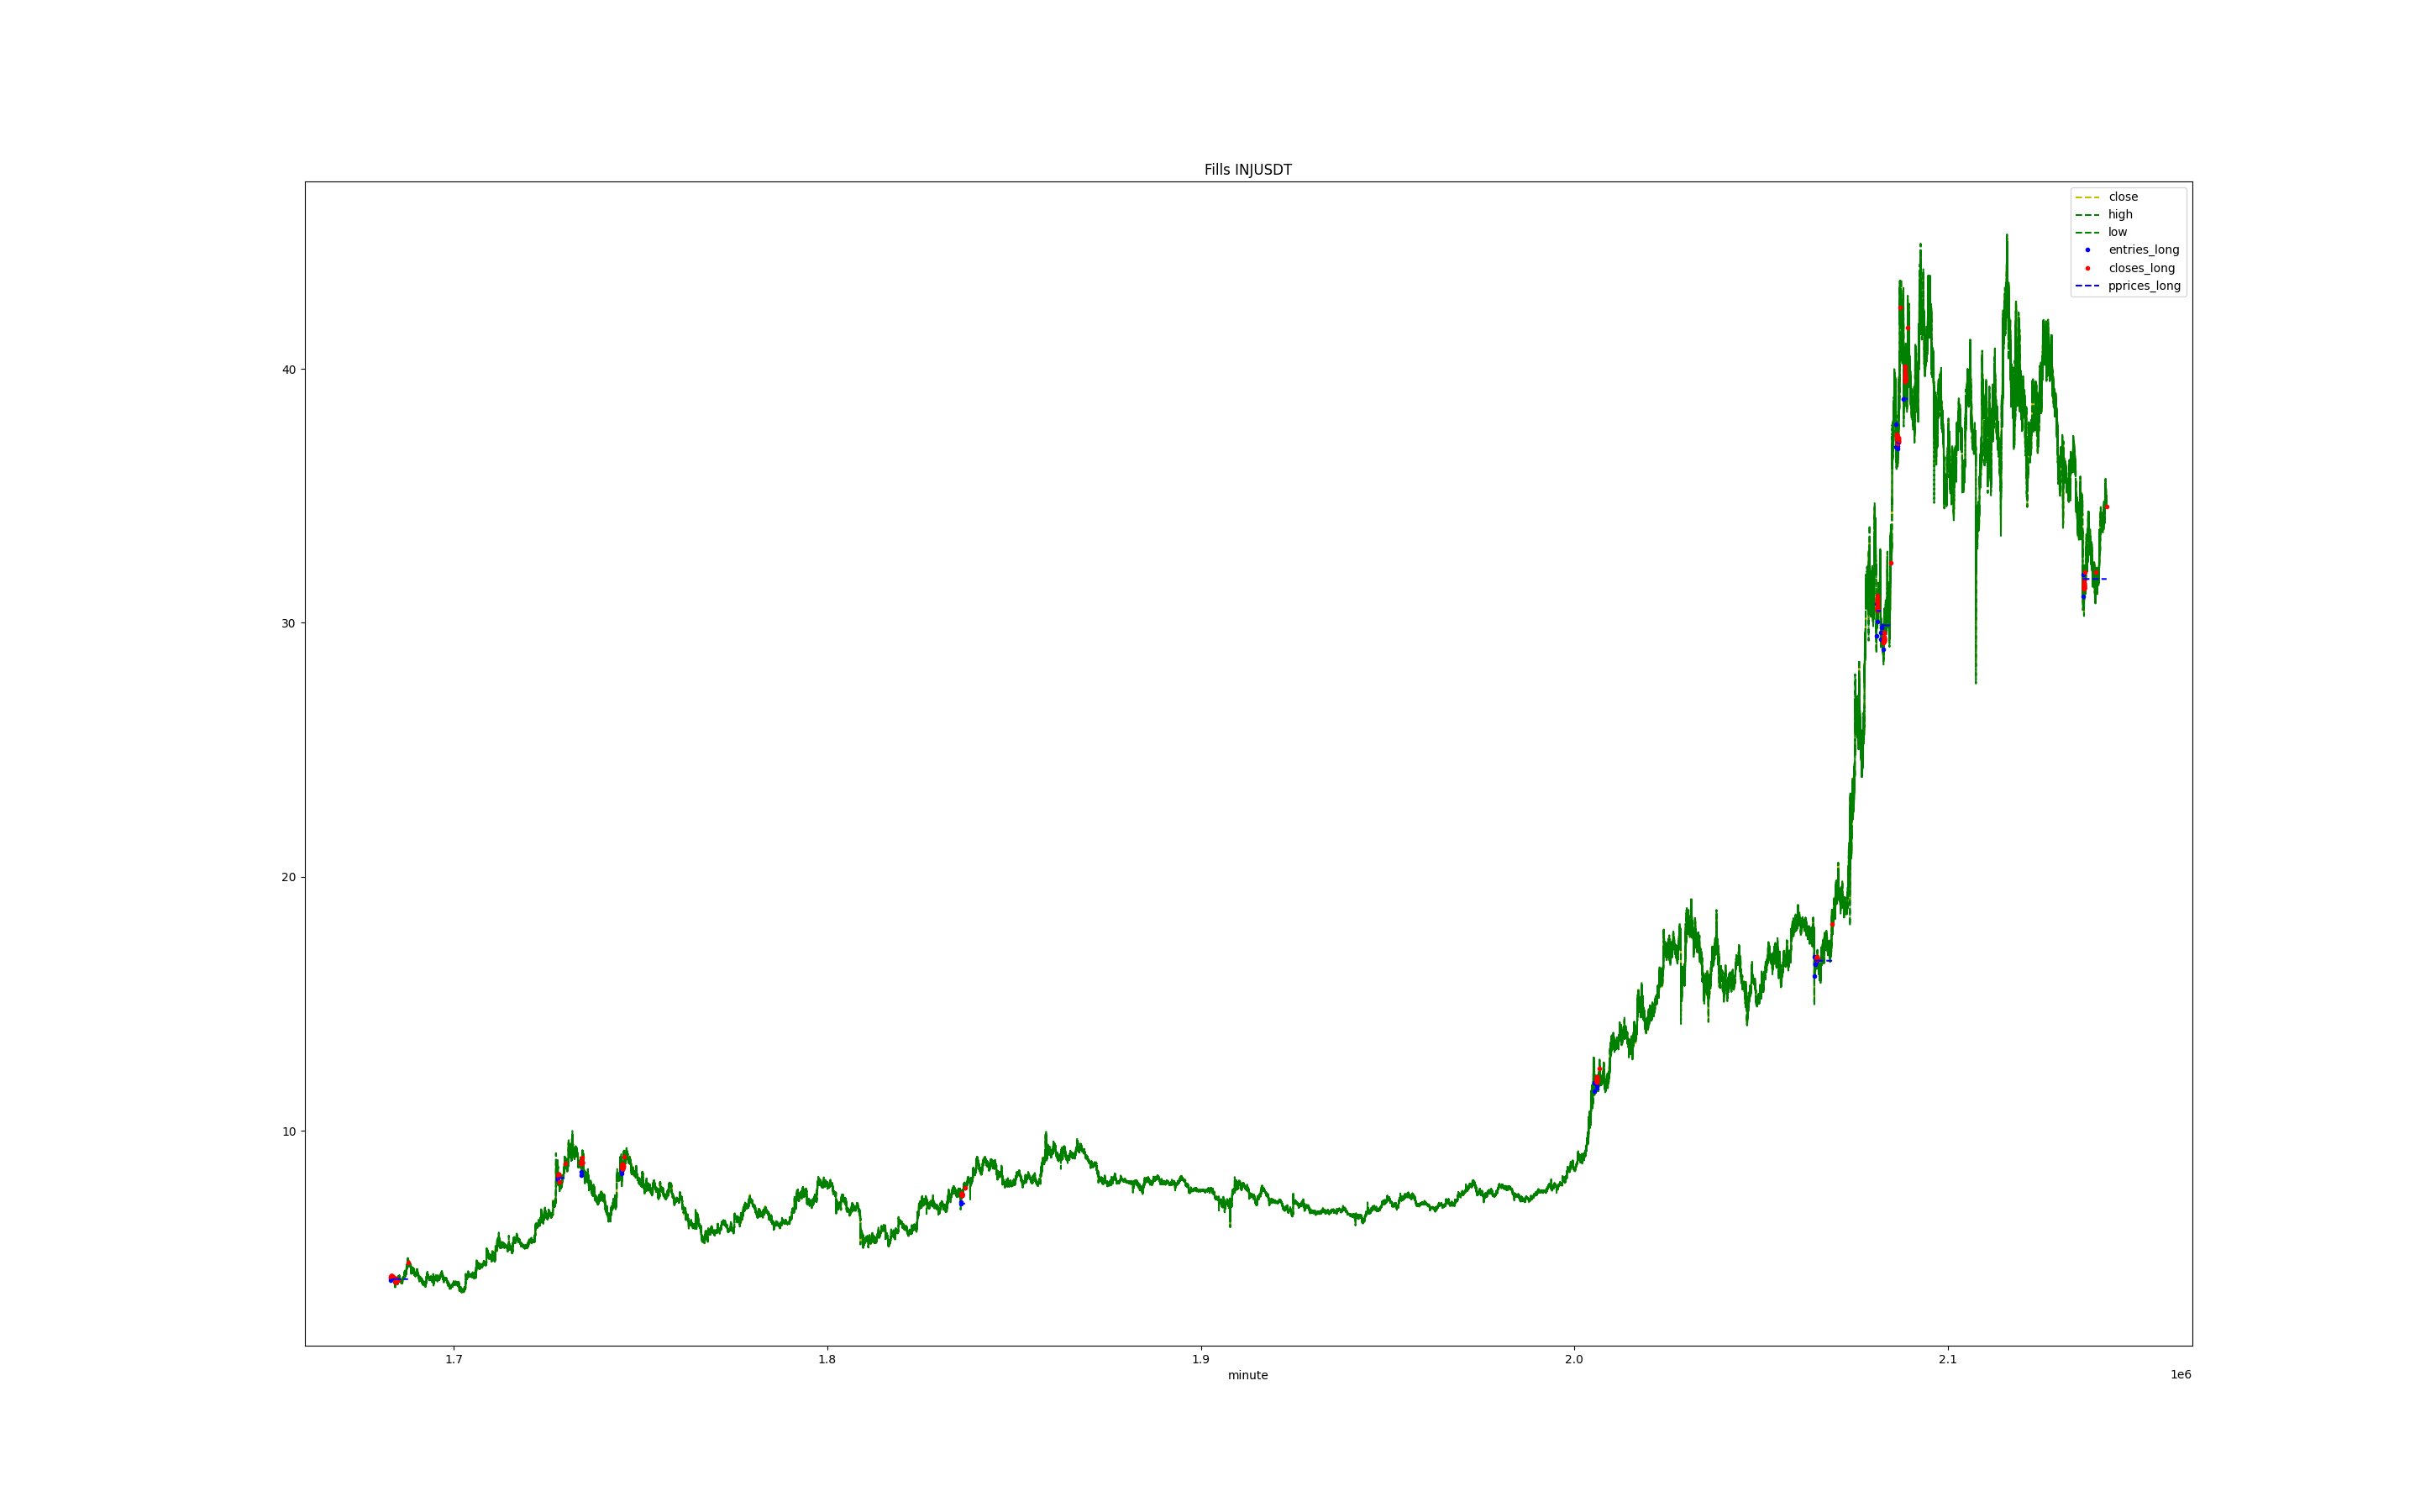 Fills INJUSDT
close
high
low
entries_long
closes_long
pprices_long
40
30
20
10
1.7 1.8 1.9 2.0 2.1
minute
1e6